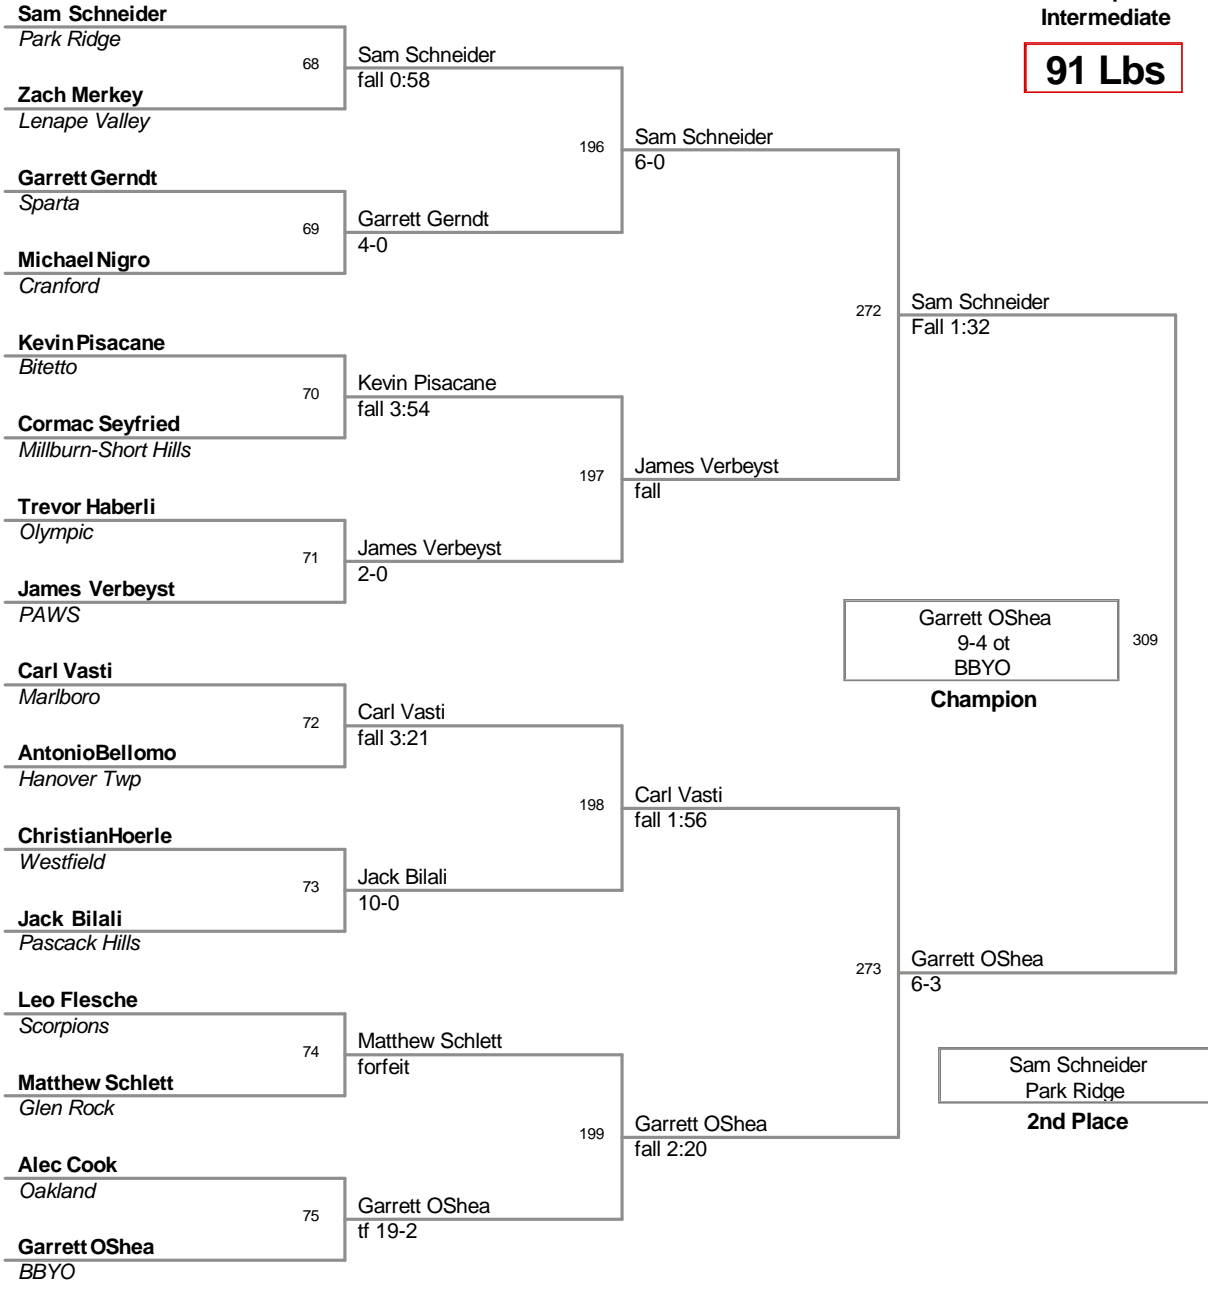 Intermediate
91 Lbs
Sam Schneider
Park Ridge
68
Sam Schneider
fall 0:58
Zach Merkey
Lenape Valley
196
Sam Schneider
6-0
Garrett Gerndt
Sparta
69
Garrett Gerndt
4-0
Michael Nigro
Cranford
272
Sam Schneider
Fall 1:32
Kevin Pisacane
Bitetto
70
Kevin Pisacane
fall 3:54
Cormac Seyfried
Millburn-Short Hills
197
James Verbeyst
fall
Trevor Haberli
Olympic
71
James Verbeyst
2-0
James Verbeyst
PAWS
Garrett OShea
9-4 ot
BBYO
309
Champion
Carl Vasti
Marlboro
72
Carl Vasti
fall 3:21
AntonioBellomo
Hanover Twp
198
Carl Vasti
fall 1:56
ChristianHoerle
Westfield
73
Jack Bilali
10-0
Jack Bilali
Pascack Hills
273
Garrett OShea
6-3
Leo Flesche
Scorpions
74
Matthew Schlett
forfeit
Matthew Schlett
Glen Rock
Sam Schneider
Park Ridge
2nd Place
199
Garrett OShea
fall 2:20
Alec Cook
Oakland
75
Garrett OShea
tf 19-2
Garrett OShea
BBYO